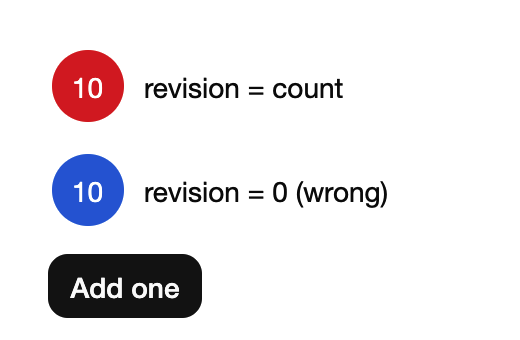 10 revision = count
10 revision = 0 (wrong)
Add one